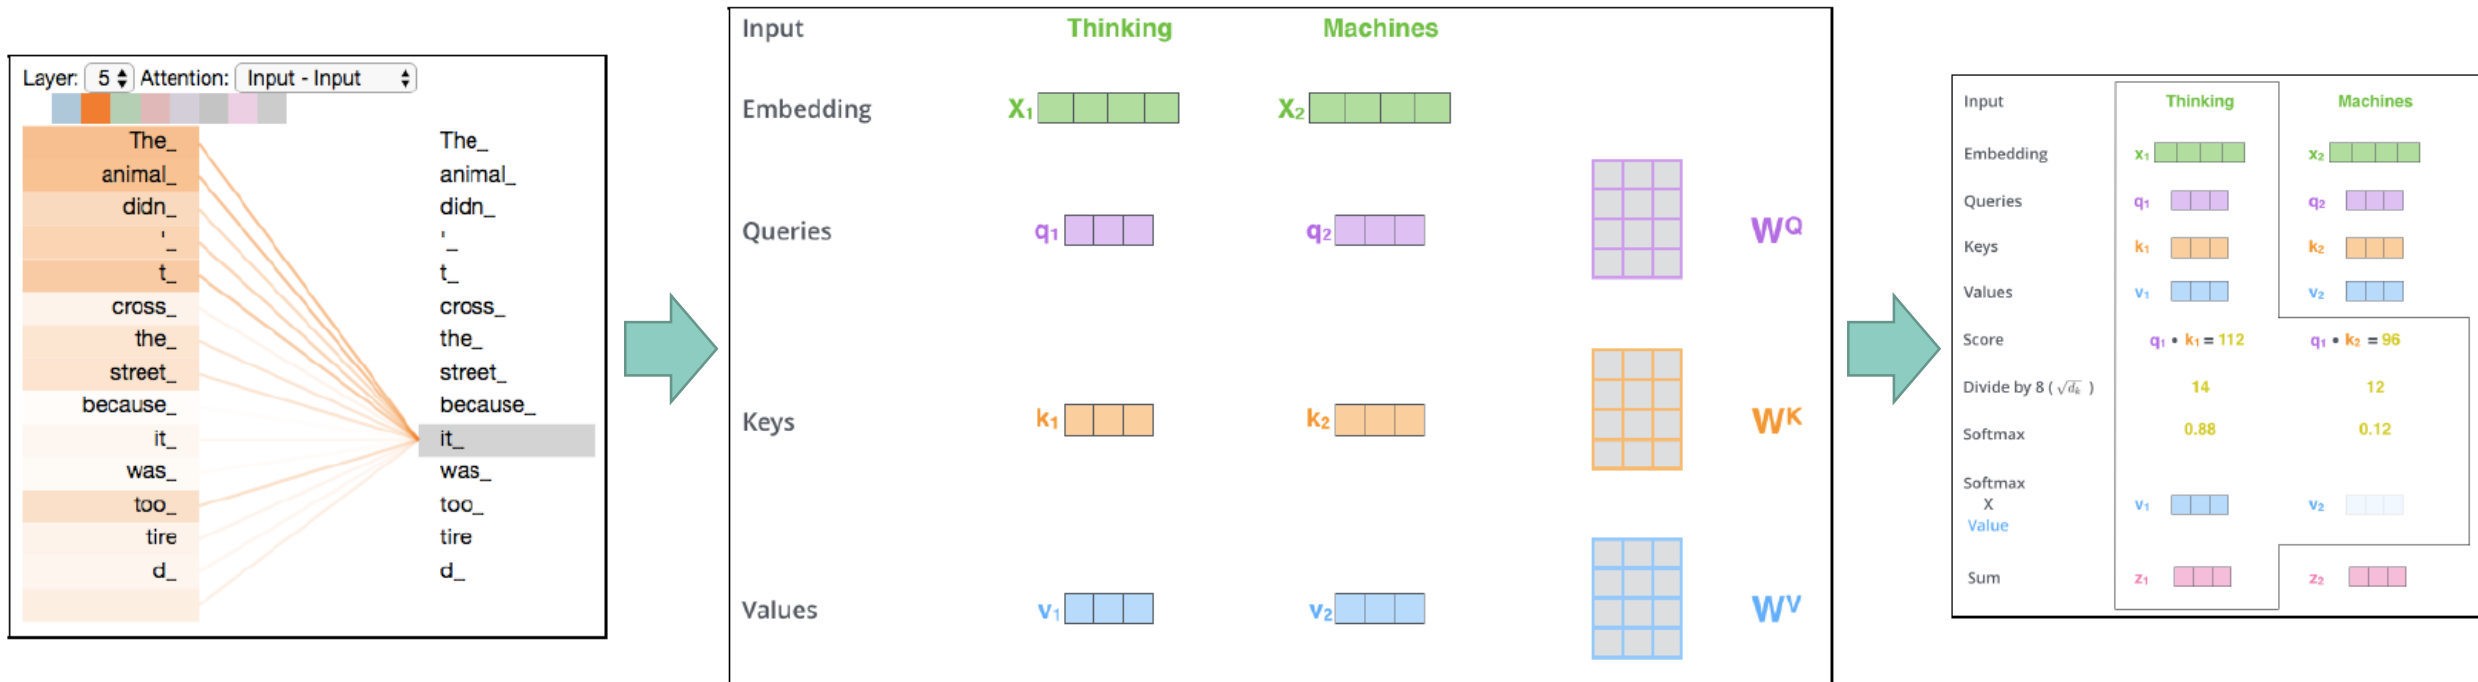 Layer: 5 Attention: Input - Input
The_ The_
animal_ animal_
didn_ didn_
'_ '_
t_ t_
cross_ cross_
the_ the_
street_ street_
because_ because_
it_ it_
was_ was_
too_ too_
tire tire
d_ d_
Input Thinking Machines
Embedding X1 X2
Queries q1 q2 WQ
Keys k1 k2 WK
Values v1 v2 WV
Input Thinking Machines
Embedding x1 x2
Queries q1 q2
Keys k1 k2
Values v1 v2
Score q1 • k1 = 112 q1 • k2 = 96
Divide by 8 ( √dk ) 14 12
Softmax 0.88 0.12
Softmax
X v1 v2
Value
Sum z1 z2